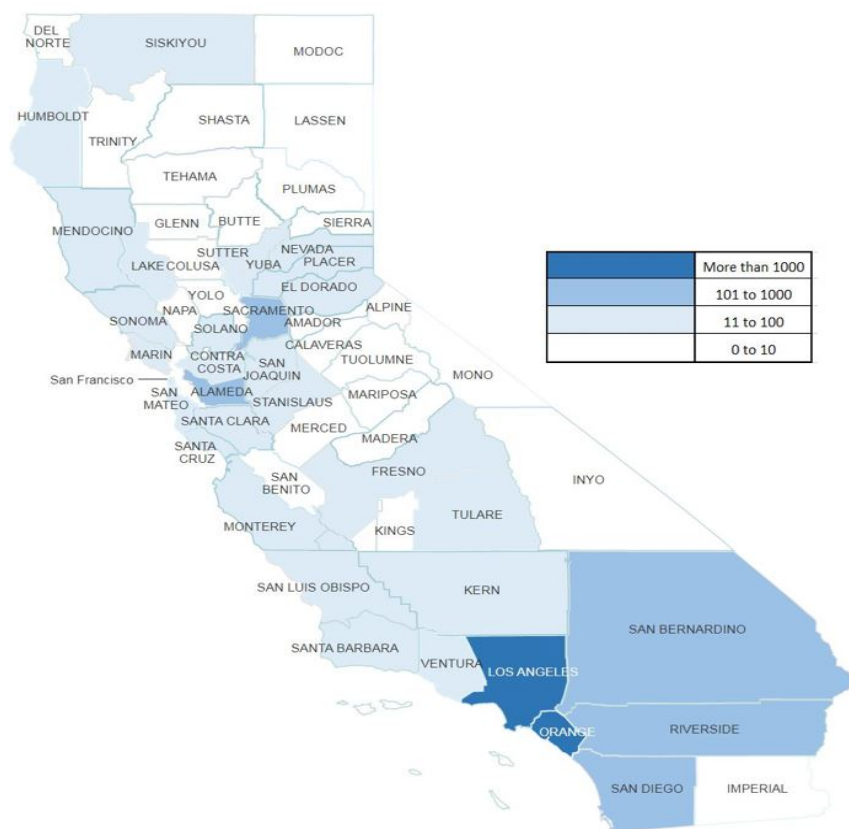 DEL
NORTE
SISKIYOU
MODOC
HUMBOLDT
TRINITY
SHASTA
LASSEN
TEHAMA
PLUMAS
GLENN
BUTTE
SIERRA
MENDOCINO
LAKE
COLUSA
SUTTER
YUBA
NEVADA
PLACER
EL DORADO
YOLO
NAPA
SONOMA
SOLANO
SACRAMENTO
AMADOR
ALPINE
CALAVERAS
MARIN
CONTRA
COSTA
SAN
JOAQUIN
TUOLUMNE
MONO
San Francisco
SAN
MATEO
ALAMEDA
STANISLAUS
MARIPOSA
SANTA CLARA
MERCED
MADERA
SANTA
CRUZ
SAN
BENITO
FRESNO
INYO
MONTEREY
KINGS
TULARE
SAN LUIS OBISPO
KERN
SAN BERNARDINO
SANTA BARBARA
VENTURA
LOS ANGELES
ORANGE
RIVERSIDE
SAN DIEGO
IMPERIAL
More than 1000
101 to 1000
11 to 100
0 to 10